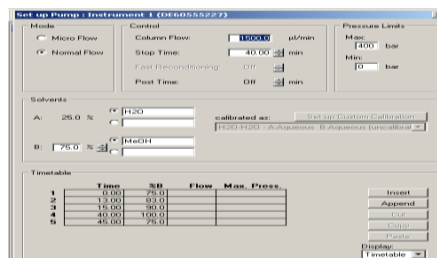 Set up Pump : Instrument 1 (DE60555227)
Mode
Micro Flow
Normal Flow
Control
Column Flow: 1500.0 µl/min
Stop Time: 40.00 min
Fast Reconditioning: Off
Post Time: Off min
Pressure Limits
Max:
400 bar
Min:
0 bar
Solvents
A: 25.0 % H2O
B: 75.0 % MeOH
calibrated as: Set up Custom Calibration
H2O H2O - A:Aqueous B:Aqueous (uncalibrat
Timetable
Time %B Flow Max. Press.
1 0.00 75.0
2 13.00 83.0
3 15.00 90.0
4 40.00 100.0
5 45.00 75.0
Insert
Append
Cut
Copy
Paste
Display:
Timetable